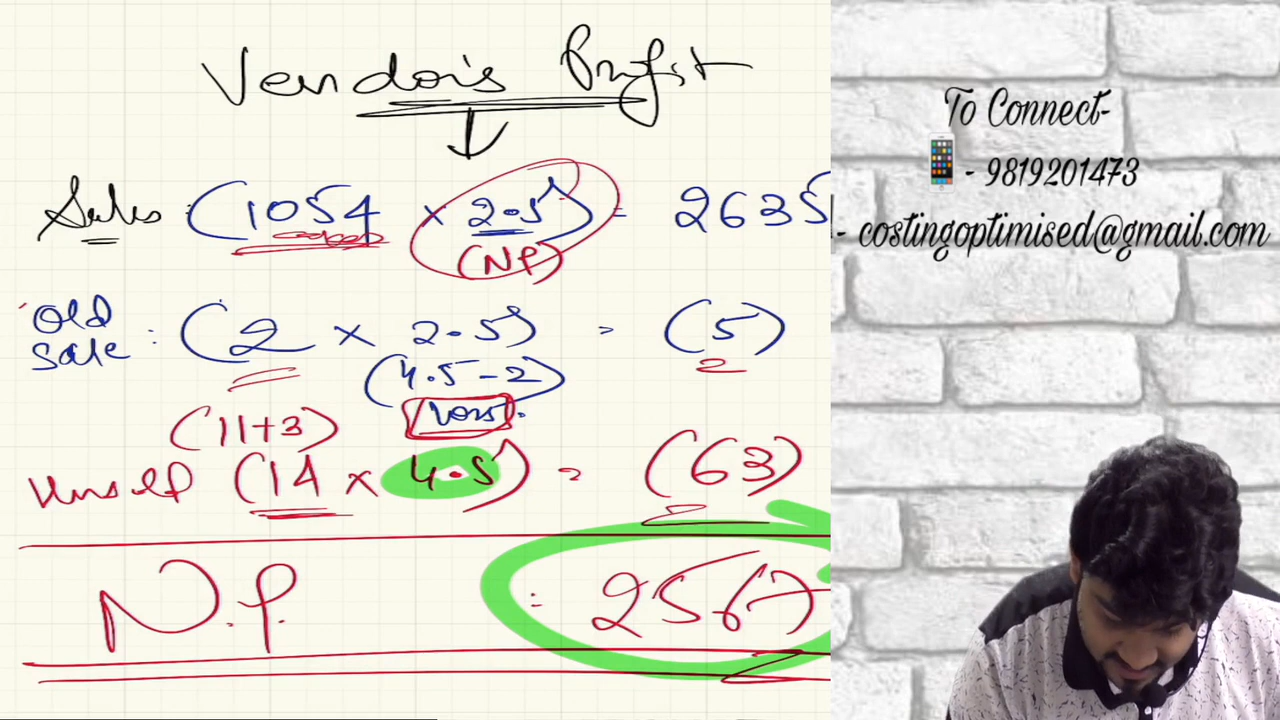 Vendor's Profit
Sales : (1054 × 2.5) = 2635
(NP)
Old
sale : (2 × 2.5) = (5)
(4.5-2)
Loss.
(11+3)
Unsold (14 × 4.5) = (63)
N.P. : 2567
To Connect-
- 9819201473
- costingoptimised@gmail.com